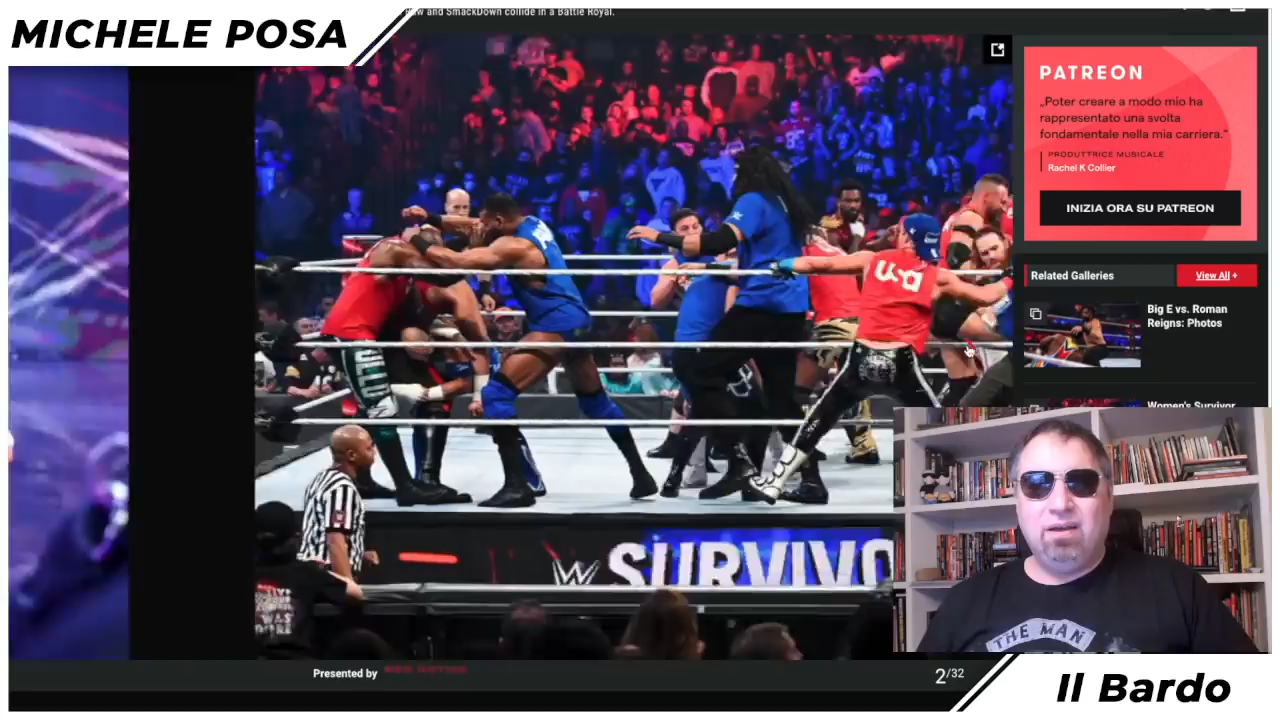 MICHELE POSA
and SmackDown collide in a Battle Royal.
PATREON
„Poter creare a modo mio ha
rappresentato una svolta
fondamentale nella mia carriera.“
PRODUTTRICE MUSICALE
Rachel K Collier
INIZIA ORA SU PATREON
Related Galleries
View All +
Big E vs. Roman
Reigns: Photos
Women's Survivor
W SURVIVO
THE MAN
Presented by
2/32
Il Bardo